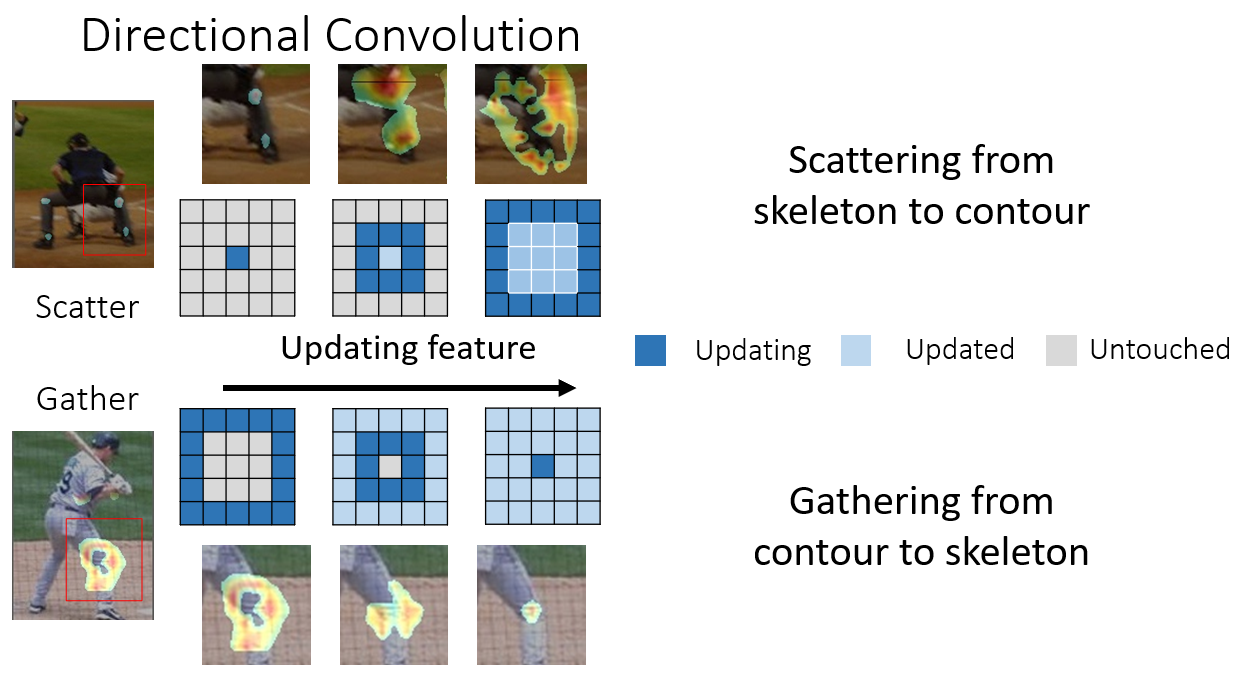 Directional Convolution
Scatter
Scattering from
skeleton to contour
Updating feature
Updating
Updated
Untouched
Gather
Gathering from
contour to skeleton